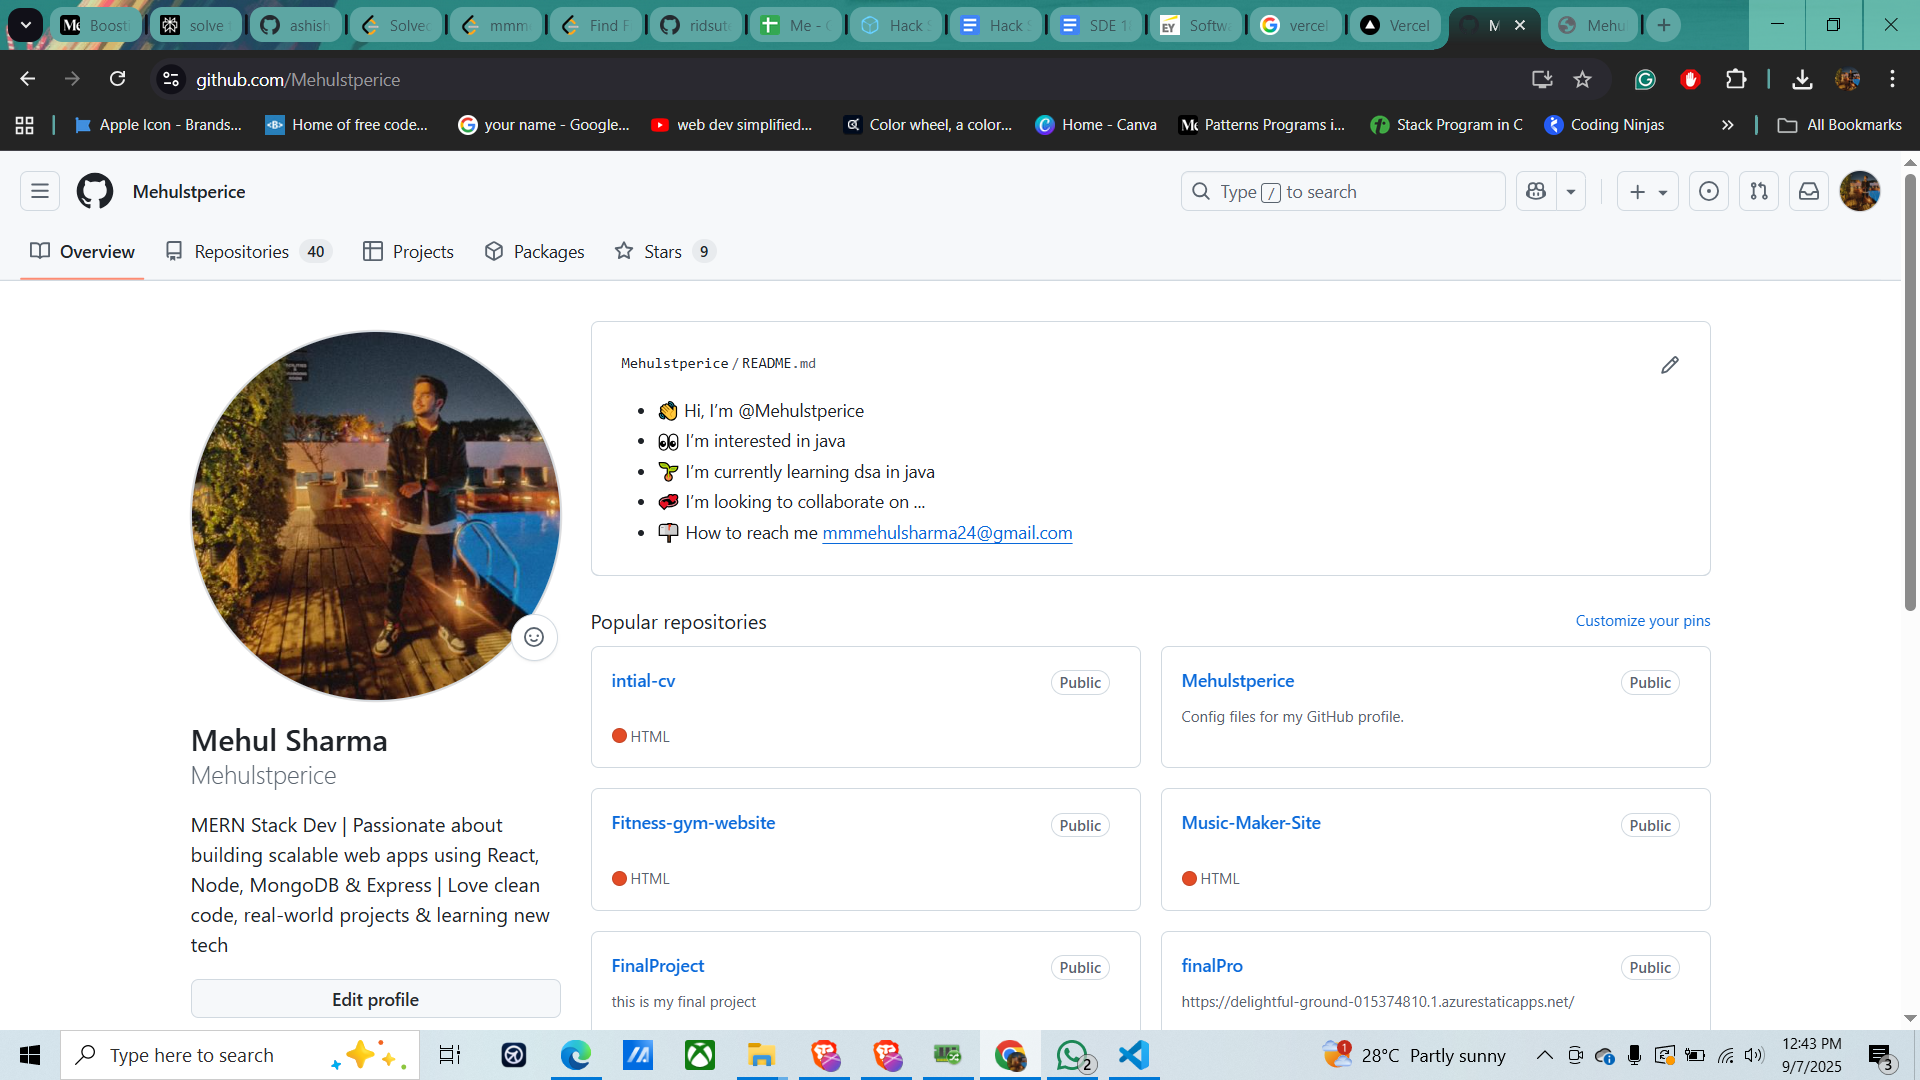 Boosti
solve t
ashish
Solved
mmm
Find F
ridsut
Me - G
Hack S
Hack S
SDE 18
EY
Softwa
vercel
Vercel
M
Mehu
github.com/Mehulstperice
Apple Icon - Brands...
Home of free code...
your name - Google...
web dev simplified...
Color wheel, a color...
Home - Canva
Patterns Programs i...
Stack Program in C
Coding Ninjas
All Bookmarks
Mehulstperice
Type / to search
Overview
Repositories 40
Projects
Packages
Stars 9
Mehulstperice / README.md
👋 Hi, I'm @Mehulstperice
👀 I'm interested in java
🌱 I'm currently learning dsa in java
💞️ I'm looking to collaborate on ...
📫 How to reach me mmmehulsharma24@gmail.com
Mehul Sharma
Mehulstperice
MERN Stack Dev | Passionate about
building scalable web apps using React,
Node, MongoDB & Express | Love clean
code, real-world projects & learning new
tech
Edit profile
Popular repositories
Customize your pins
intial-cv
Public
HTML
Mehulstperice
Public
Config files for my GitHub profile.
Fitness-gym-website
Public
HTML
Music-Maker-Site
Public
HTML
FinalProject
Public
this is my final project
finalPro
Public
https://delightful-ground-015374810.1.azurestaticapps.net/
Type here to search
2
1
28°C Partly sunny
12:43 PM
9/7/2025
3